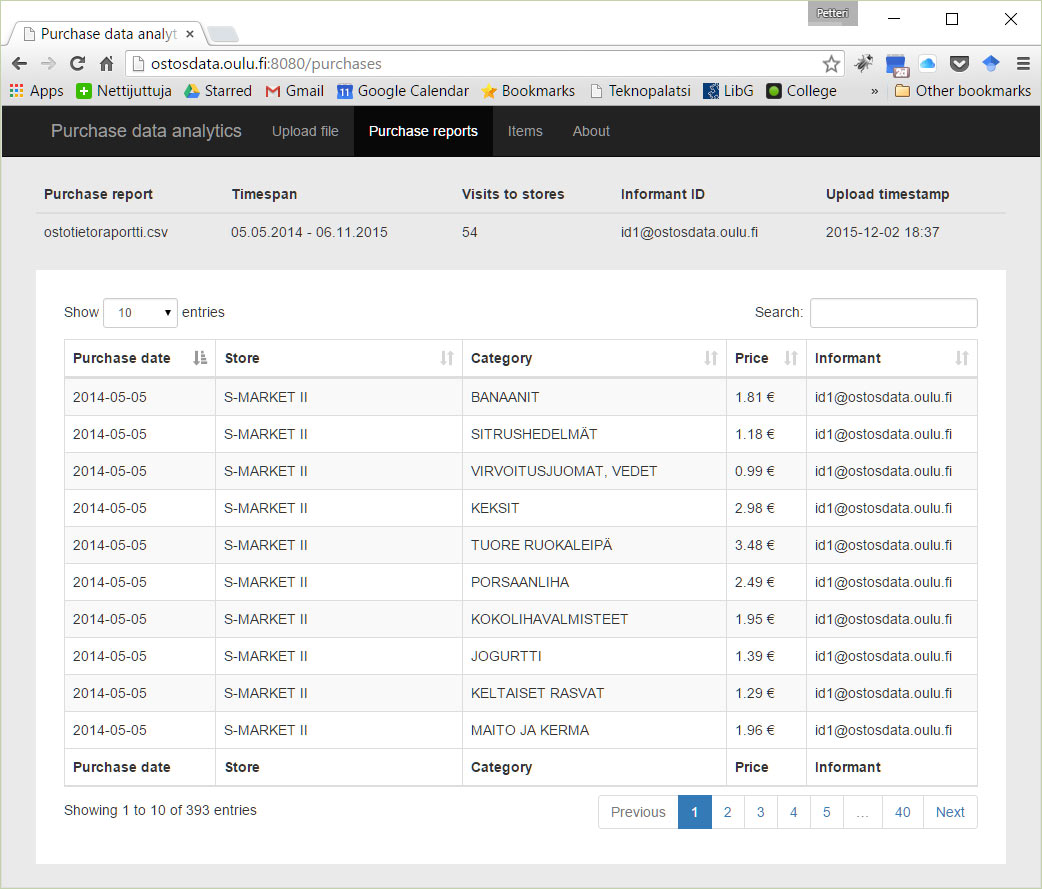 Petteri
Purchase data analyt
ostosdata.oulu.fi:8080/purchases
Apps Nettijuttuja Starred Gmail 11 Google Calendar Bookmarks Teknopalatsi LibG College » Other bookmarks
Purchase data analytics Upload file Purchase reports Items About
Purchase report Timespan Visits to stores Informant ID Upload timestamp
ostotietoraportti.csv 05.05.2014 - 06.11.2015 54 id1@ostosdata.oulu.fi 2015-12-02 18:37
Show 10 entries Search:
Purchase date Store Category Price Informant
2014-05-05 S-MARKET II BANAANIT 1.81 € id1@ostosdata.oulu.fi
2014-05-05 S-MARKET II SITRUSHEDELMÄT 1.18 € id1@ostosdata.oulu.fi
2014-05-05 S-MARKET II VIRVOITUSJUOMAT, VEDET 0.99 € id1@ostosdata.oulu.fi
2014-05-05 S-MARKET II KEKSIT 2.98 € id1@ostosdata.oulu.fi
2014-05-05 S-MARKET II TUORE RUOKALEIPÄ 3.48 € id1@ostosdata.oulu.fi
2014-05-05 S-MARKET II PORSAANLIHA 2.49 € id1@ostosdata.oulu.fi
2014-05-05 S-MARKET II KOKOLIHAVALMISTEET 1.95 € id1@ostosdata.oulu.fi
2014-05-05 S-MARKET II JOGURTTI 1.39 € id1@ostosdata.oulu.fi
2014-05-05 S-MARKET II KELTAISET RASVAT 1.29 € id1@ostosdata.oulu.fi
2014-05-05 S-MARKET II MAITO JA KERMA 1.96 € id1@ostosdata.oulu.fi
Purchase date Store Category Price Informant
Showing 1 to 10 of 393 entries Previous 1 2 3 4 5 … 40 Next